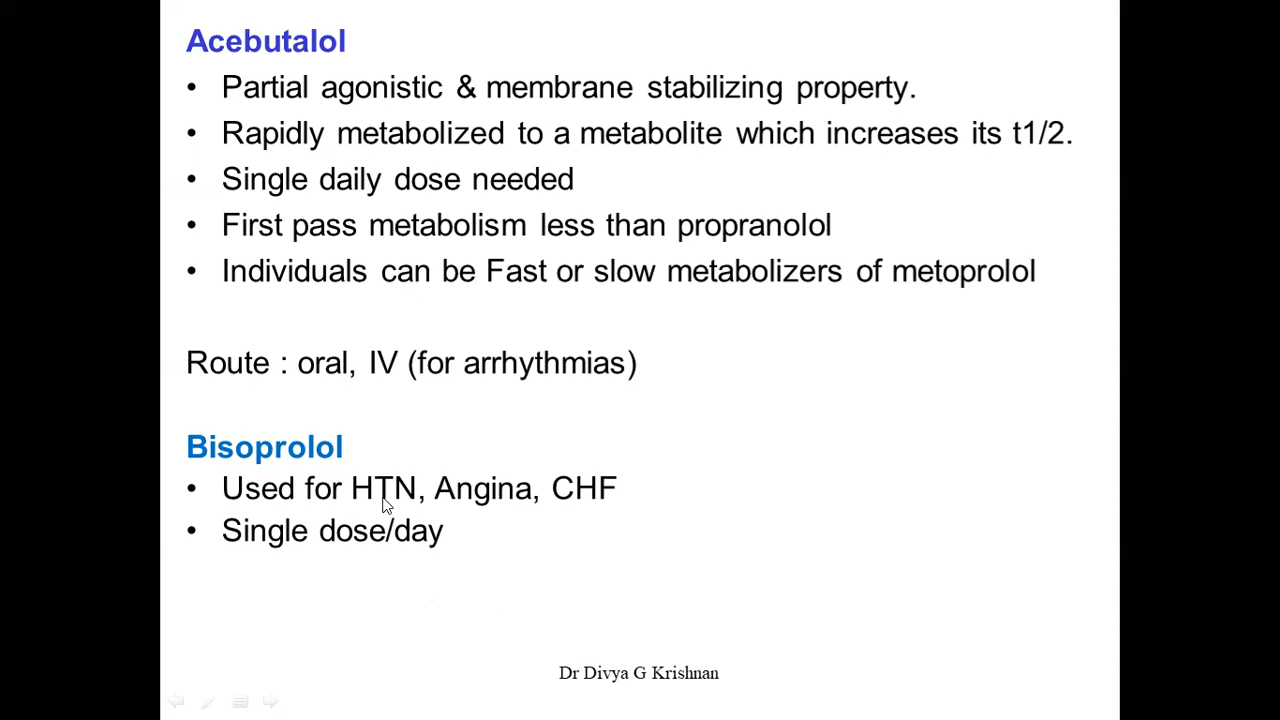 Acebutalol
• Partial agonistic & membrane stabilizing property.
• Rapidly metabolized to a metabolite which increases its t1/2.
• Single daily dose needed
• First pass metabolism less than propranolol
• Individuals can be Fast or slow metabolizers of metoprolol
Route : oral, IV (for arrhythmias)
Bisoprolol
• Used for HTN, Angina, CHF
• Single dose/day
Dr Divya G Krishnan